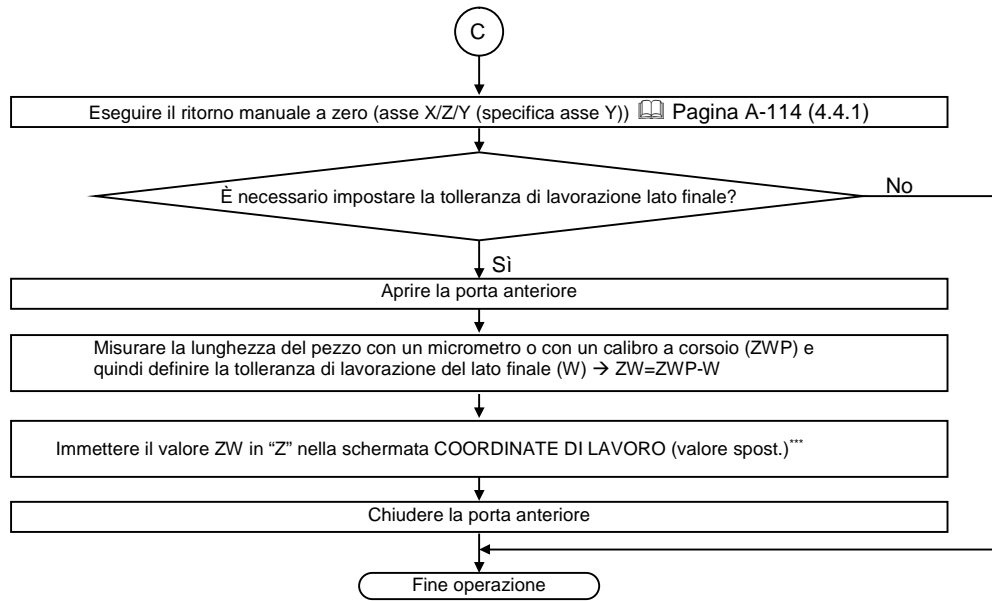 C
Eseguire il ritorno manuale a zero (asse X/Z/Y (specifica asse Y)) 🕮 Pagina A-114 (4.4.1)
È necessario impostare la tolleranza di lavorazione lato finale?
No
Sì
Aprire la porta anteriore
Misurare la lunghezza del pezzo con un micrometro o con un calibro a corsoio (ZWP) e
quindi definire la tolleranza di lavorazione del lato finale (W) → ZW=ZWP-W
Immettere il valore ZW in “Z” nella schermata COORDINATE DI LAVORO (valore spost.)***
Chiudere la porta anteriore
Fine operazione